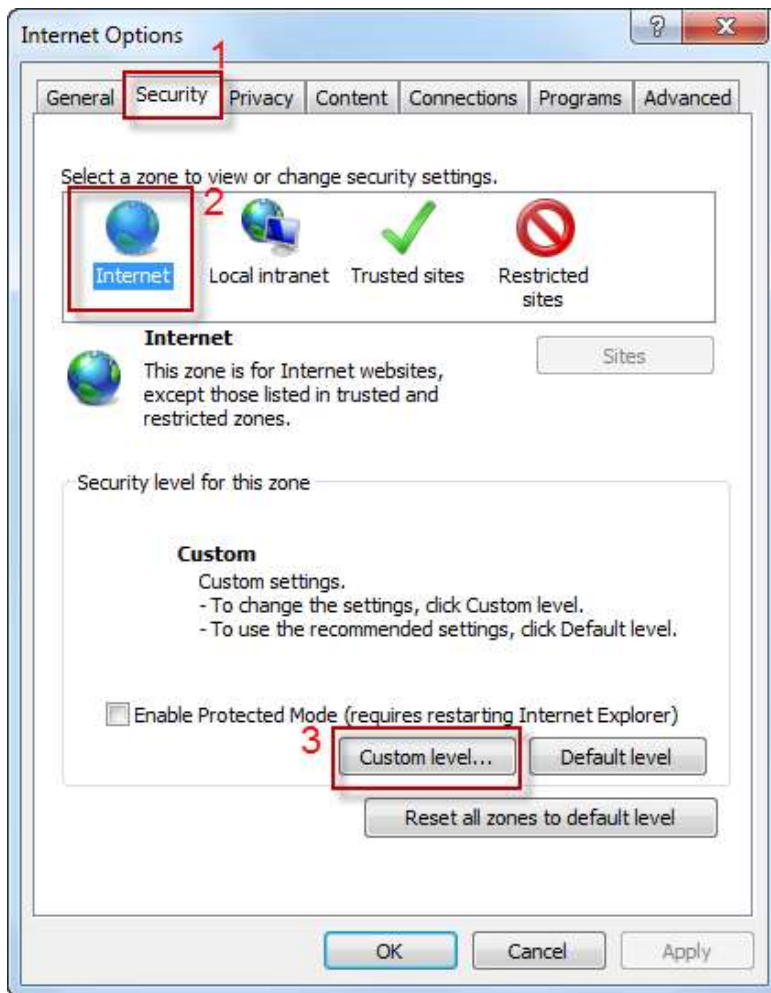 Internet Options
1
General Security Privacy Content Connections Programs Advanced
Select a zone to view or change security settings.
2
Internet Local intranet Trusted sites Restricted
sites
Internet
This zone is for Internet websites,
except those listed in trusted and
restricted zones.
Sites
Security level for this zone
Custom
Custom settings.
- To change the settings, click Custom level.
- To use the recommended settings, click Default level.
Enable Protected Mode (requires restarting Internet Explorer)
3
Custom level... Default level
Reset all zones to default level
OK Cancel Apply